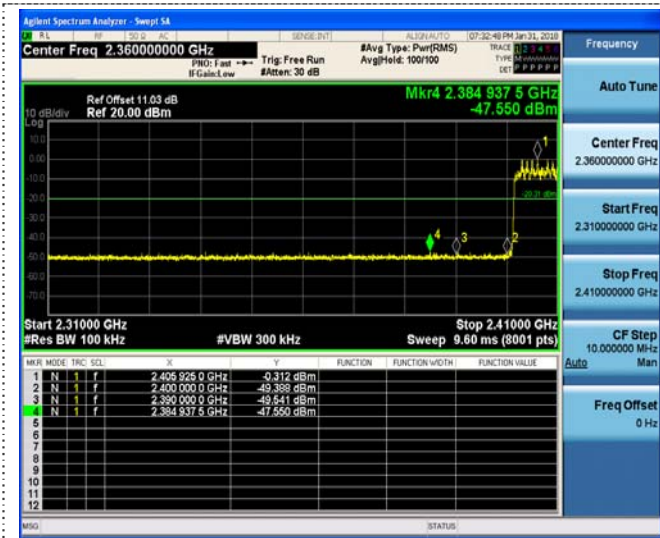 Agilent Spectrum Analyzer - Swept SA
RL RF 50 Ω AC SENSE:INT ALIGN AUTO 07:32:48 PM Jan 31, 2018
Center Freq 2.360000000 GHz #Avg Type: Pwr(RMS) TRACE 1 2 3 4 5 6
PNO: Fast Trig: Free Run Avg|Hold: 100/100 TYPE MWWWWW
IFGain:Low #Atten: 30 dB DET P P P P P P
Frequency
Auto Tune
Center Freq
2.360000000 GHz
Start Freq
2.310000000 GHz
Stop Freq
2.410000000 GHz
CF Step
10.000000 MHz
Auto Man
Freq Offset
0 Hz
Mkr4 2.384 937 5 GHz
Ref Offset 11.03 dB
10 dB/div Ref 20.00 dBm -47.550 dBm
Log
10.0
0.00
-10.0
-20.0
-20.31 dBm
-30.0
-40.0
-50.0
-60.0
-70.0
1
2
3
4
Start 2.31000 GHz Stop 2.41000 GHz
#Res BW 100 kHz #VBW 300 kHz Sweep 9.60 ms (8001 pts)
MKR MODE TRC SCL X Y FUNCTION FUNCTION WIDTH FUNCTION VALUE
1 N 1 f 2.405 925 0 GHz -0.312 dBm
2 N 1 f 2.400 000 0 GHz -49.389 dBm
3 N 1 f 2.390 000 0 GHz -49.541 dBm
4 N 1 f 2.384 937 5 GHz -47.550 dBm
5
6
7
8
9
10
11
12
MSG STATUS